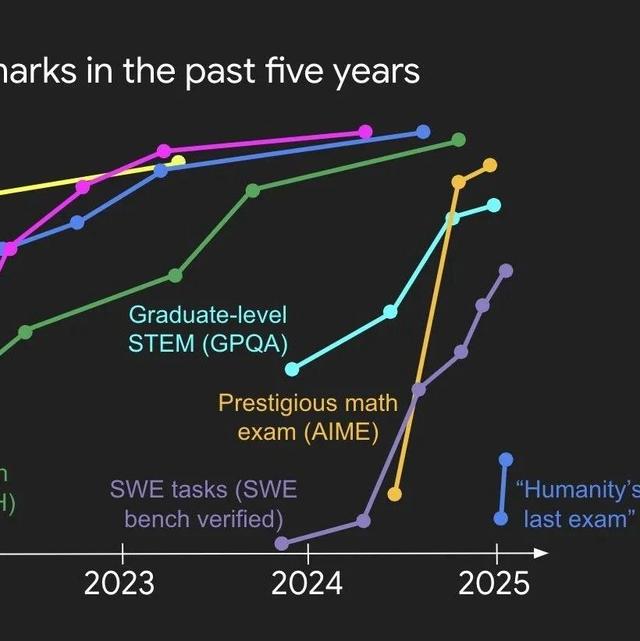 marks in the past five years
Graduate-level
STEM (GPQA)
Prestigious math
exam (AIME)
SWE tasks (SWE
bench verified)
“Humanity's
last exam”
2023
2024
2025